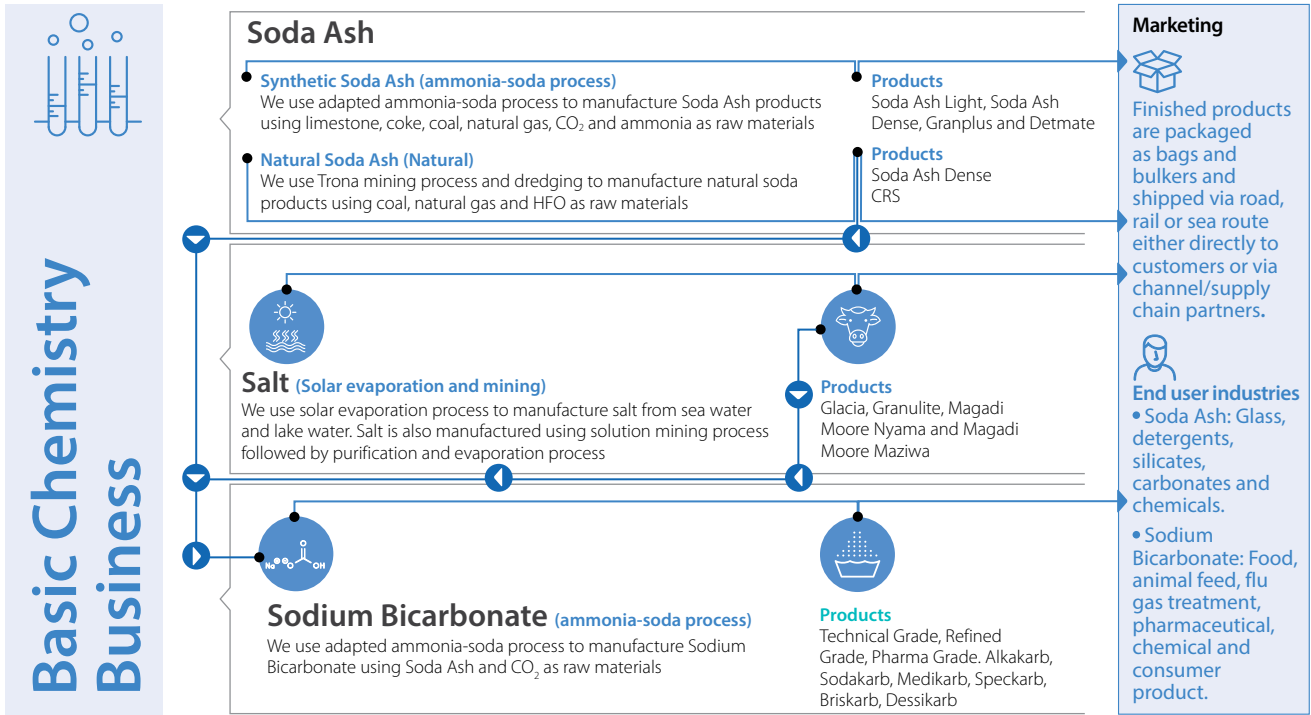 Basic Chemistry
Business
Soda Ash
Synthetic Soda Ash (ammonia-soda process)
We use adapted ammonia-soda process to manufacture Soda Ash products
using limestone, coke, coal, natural gas, CO₂ and ammonia as raw materials
Products
Soda Ash Light, Soda Ash
Dense, Granplus and Detmate
Natural Soda Ash (Natural)
We use Trona mining process and dredging to manufacture natural soda
products using coal, natural gas and HFO as raw materials
Products
Soda Ash Dense
CRS
Salt (Solar evaporation and mining)
We use solar evaporation process to manufacture salt from sea water
and lake water. Salt is also manufactured using solution mining process
followed by purification and evaporation process
Products
Glacia, Granulite, Magadi
Moore Nyama and Magadi
Moore Maziwa
Na⊕ ⊖O O OH
Sodium Bicarbonate (ammonia-soda process)
We use adapted ammonia-soda process to manufacture Sodium
Bicarbonate using Soda Ash and CO₂ as raw materials
Products
Technical Grade, Refined
Grade, Pharma Grade. Alkakarb,
Sodakarb, Medikarb, Speckarb,
Briskarb, Dessikarb
Marketing
Finished products
are packaged
as bags and
bulkers and
shipped via road,
rail or sea route
either directly to
customers or via
channel/supply
chain partners.
End user industries
• Soda Ash: Glass,
detergents,
silicates,
carbonates and
chemicals.
• Sodium
Bicarbonate: Food,
animal feed, flu
gas treatment,
pharmaceutical,
chemical and
consumer
product.